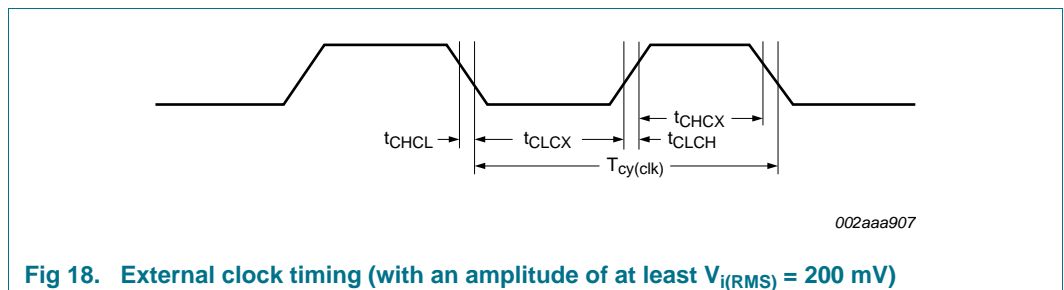 tCHCX
tCHCL
tCLCX
tCLCH
Tcy(clk)
002aaa907
Fig 18. External clock timing (with an amplitude of at least Vi(RMS) = 200 mV)